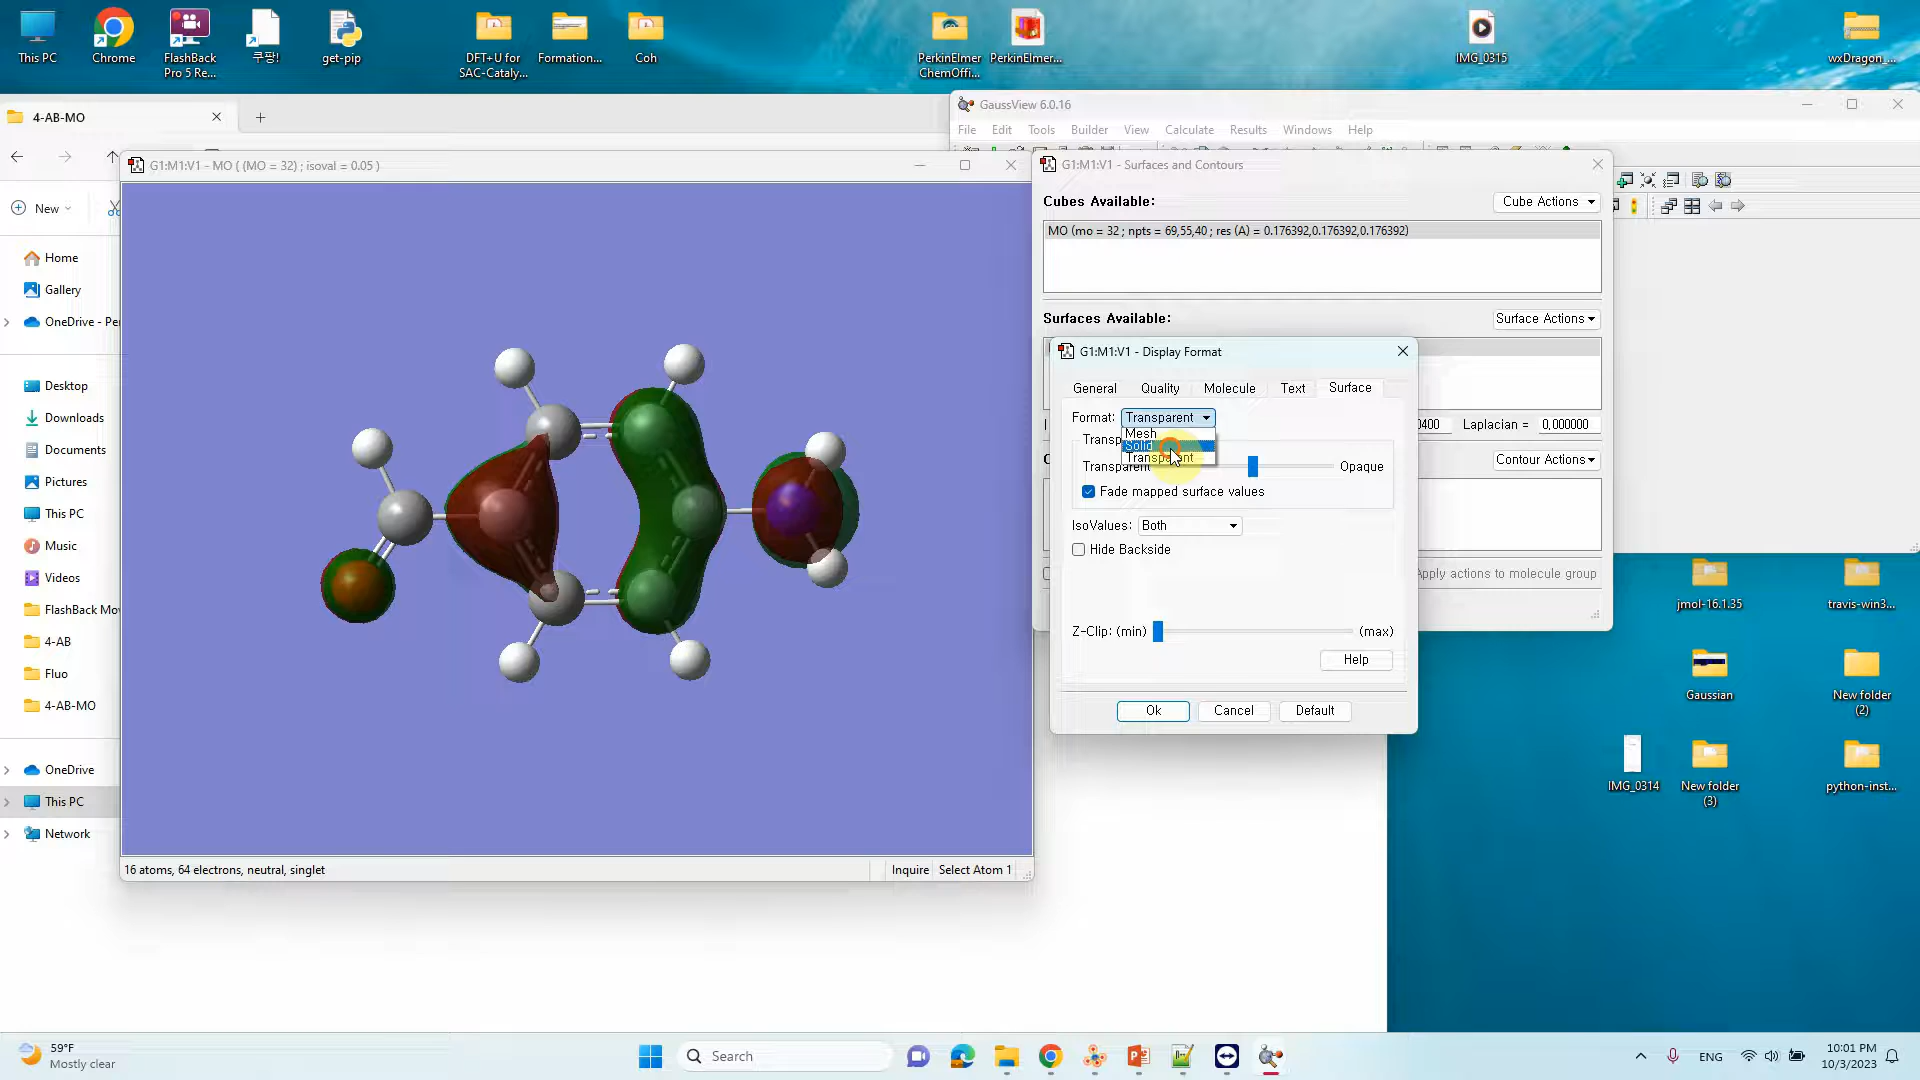 This PC
Chrome
FlashBack
Pro 5 Re...
쿠팡!
get-pip
DFT+U for
SAC-Cataly...
Formation...
Coh
PerkinElmer
ChemOffi...
PerkinElmer...
IMG_0315
wxDragon_...
4-AB-MO
GaussView 6.0.16
File Edit Tools Builder View Calculate Results Windows Help
G1:M1:V1 - MO ( (MO = 32) ; isoval = 0.05 )
G1:M1:V1 - Surfaces and Contours
Cubes Available:
Cube Actions
MO (mo = 32 ; npts = 69,55,40 ; res (A) = 0.176392,0.176392,0.176392)
Surfaces Available:
Surface Actions
New
Home
Gallery
OneDrive - Per
Desktop
Downloads
Documents
Pictures
This PC
Music
Videos
FlashBack Mov
4-AB
Fluo
4-AB-MO
OneDrive
This PC
Network
G1:M1:V1 - Display Format
General Quality Molecule Text Surface
Format: Transparent
Mesh
Solid
Transparent
Transp
Transparent
Opaque
Fade mapped surface values
IsoValues: Both
Hide Backside
Z-Clip: (min)
(max)
Help
Ok
Cancel
Default
0400
Laplacian = 0,000000
Contour Actions
Apply actions to molecule group
16 atoms, 64 electrons, neutral, singlet
Inquire
Select Atom 1
jmol-16.1.35
travis-win3...
Gaussian
New folder
(2)
IMG_0314
New folder
(3)
python-inst...
59°F
Mostly clear
Search
ENG
10:01 PM
10/3/2023